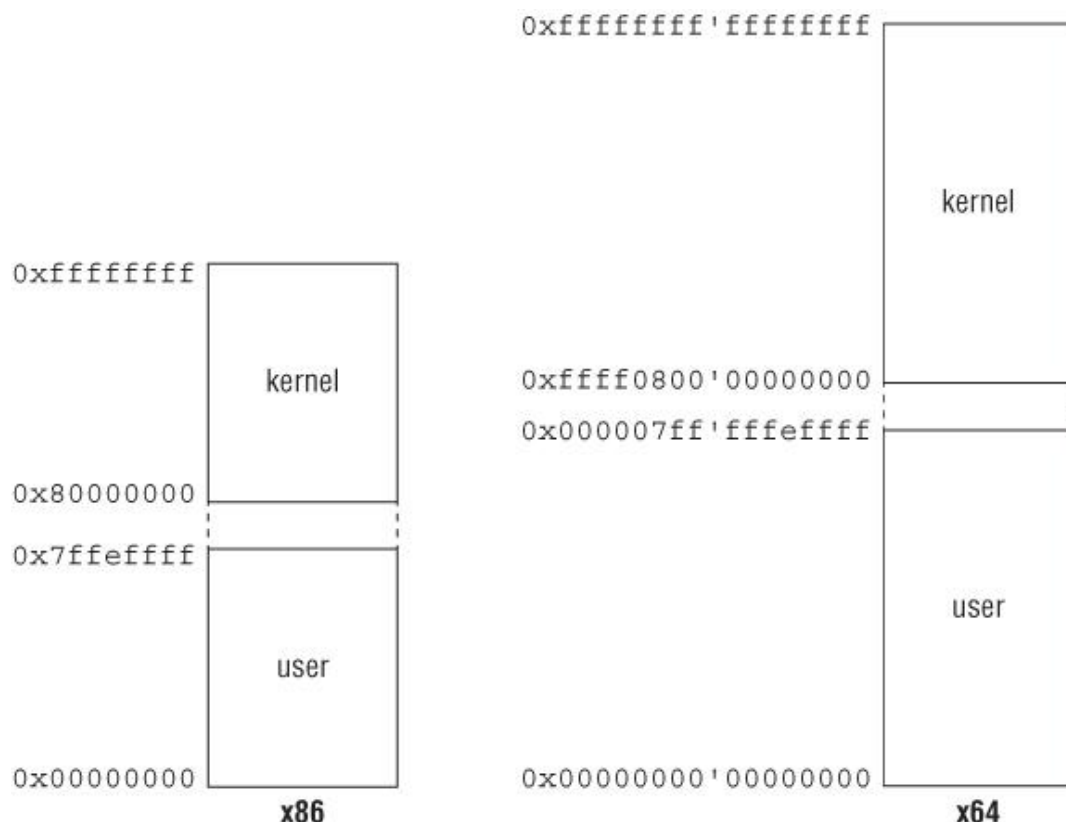 0xffffffff'ffffffff
kernel
0xffffffff
kernel
0xffff0800'00000000
0x000007ff'fffeffff
0x80000000
0x7ffeffff
user
user
0x00000000
0x00000000'00000000
x86
x64